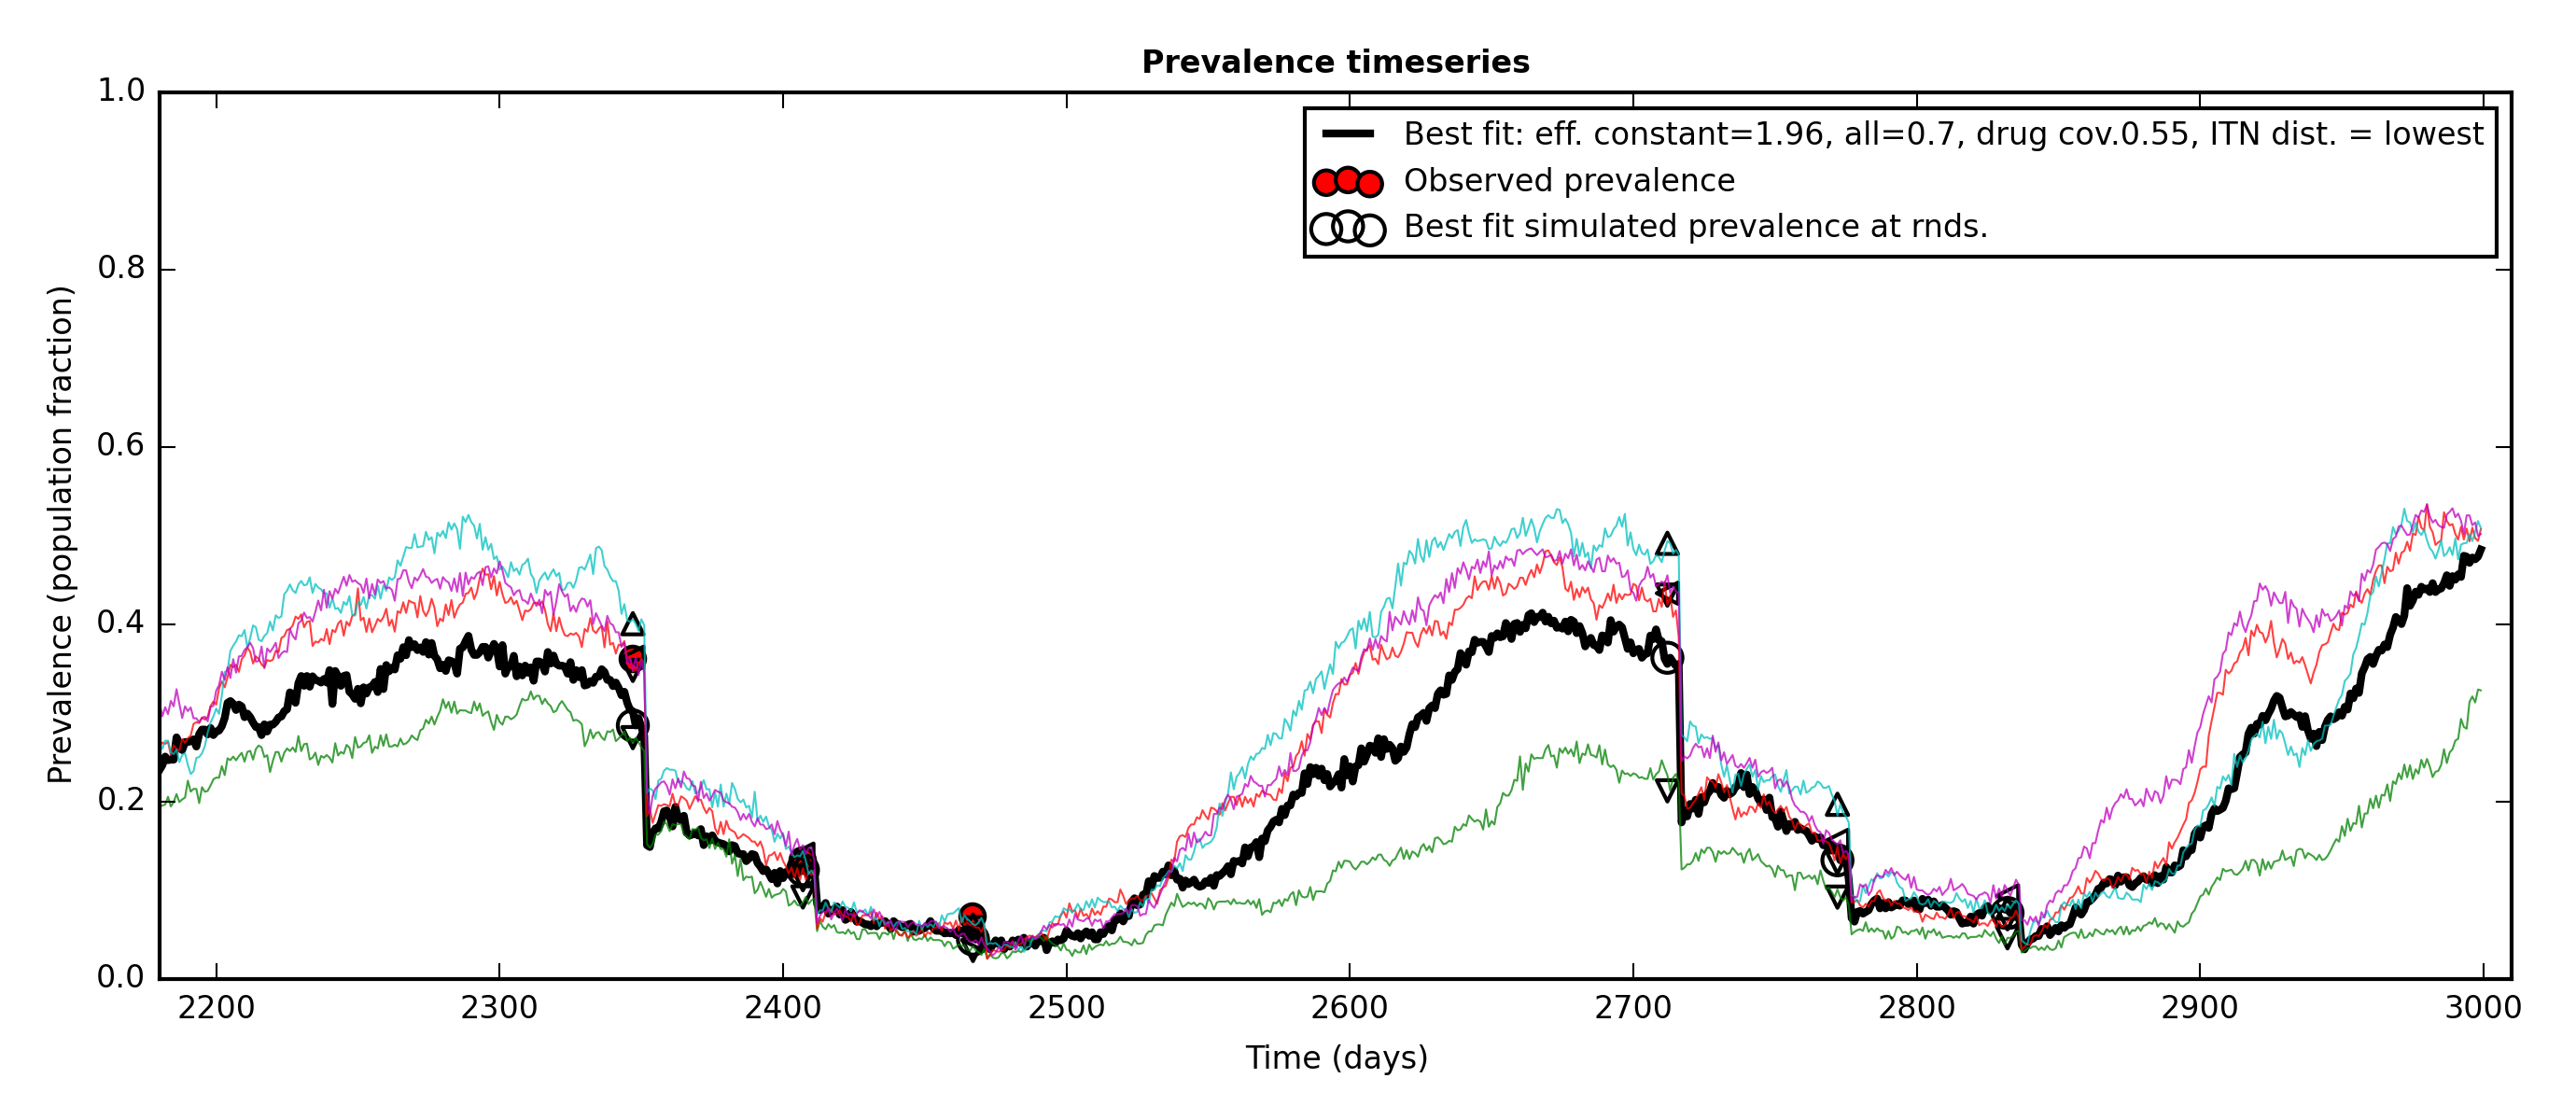 Prevalence timeseries
Best fit: eff. constant=1.96, all=0.7, drug cov.0.55, ITN dist. = lowest
Observed prevalence
Best fit simulated prevalence at rnds.
Prevalence (population fraction)
1.0
0.8
0.6
0.4
0.2
0.0
2200 2300 2400 2500 2600 2700 2800 2900 3000
Time (days)